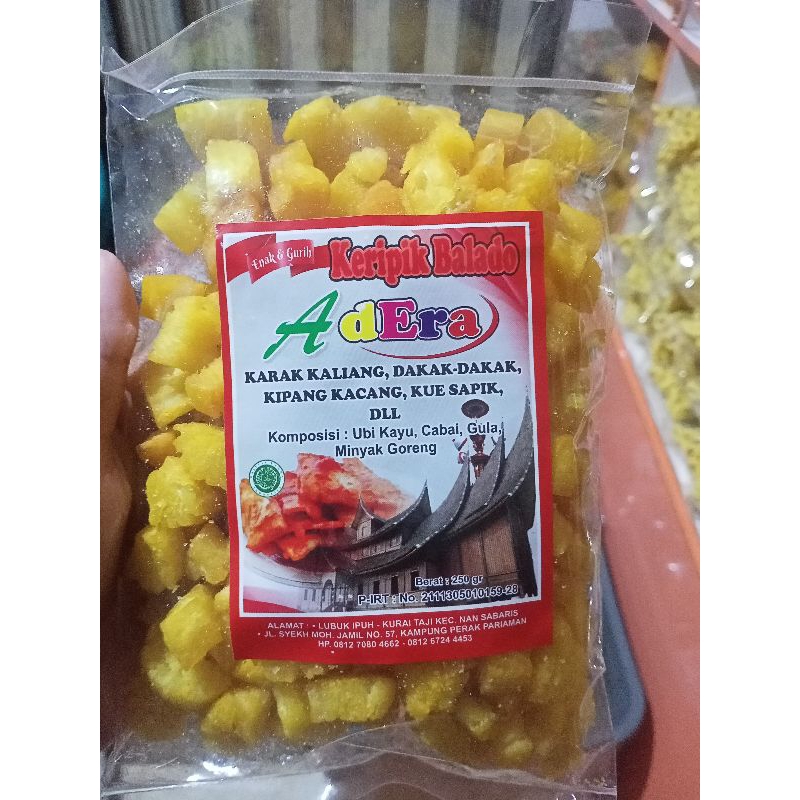 Enak & Gurih
Keripik Balado
AdEra
KARAK KALIANG, DAKAK-DAKAK,
KIPANG KACANG, KUE SAPIK,
DLL
Komposisi : Ubi Kayu, Cabai, Gula,
Minyak Goreng
Berat : 250 gr
P-IRT : No. 2111305010159-28
ALAMAT : • LUBUK IPUH - KURAI TAJI KEC. NAN SABARIS
• JL. SYEKH MOH. JAMIL NO. 57, KAMPUNG PERAK PARIAMAN
HP. 0812 7080 4662 - 0812 6724 4453